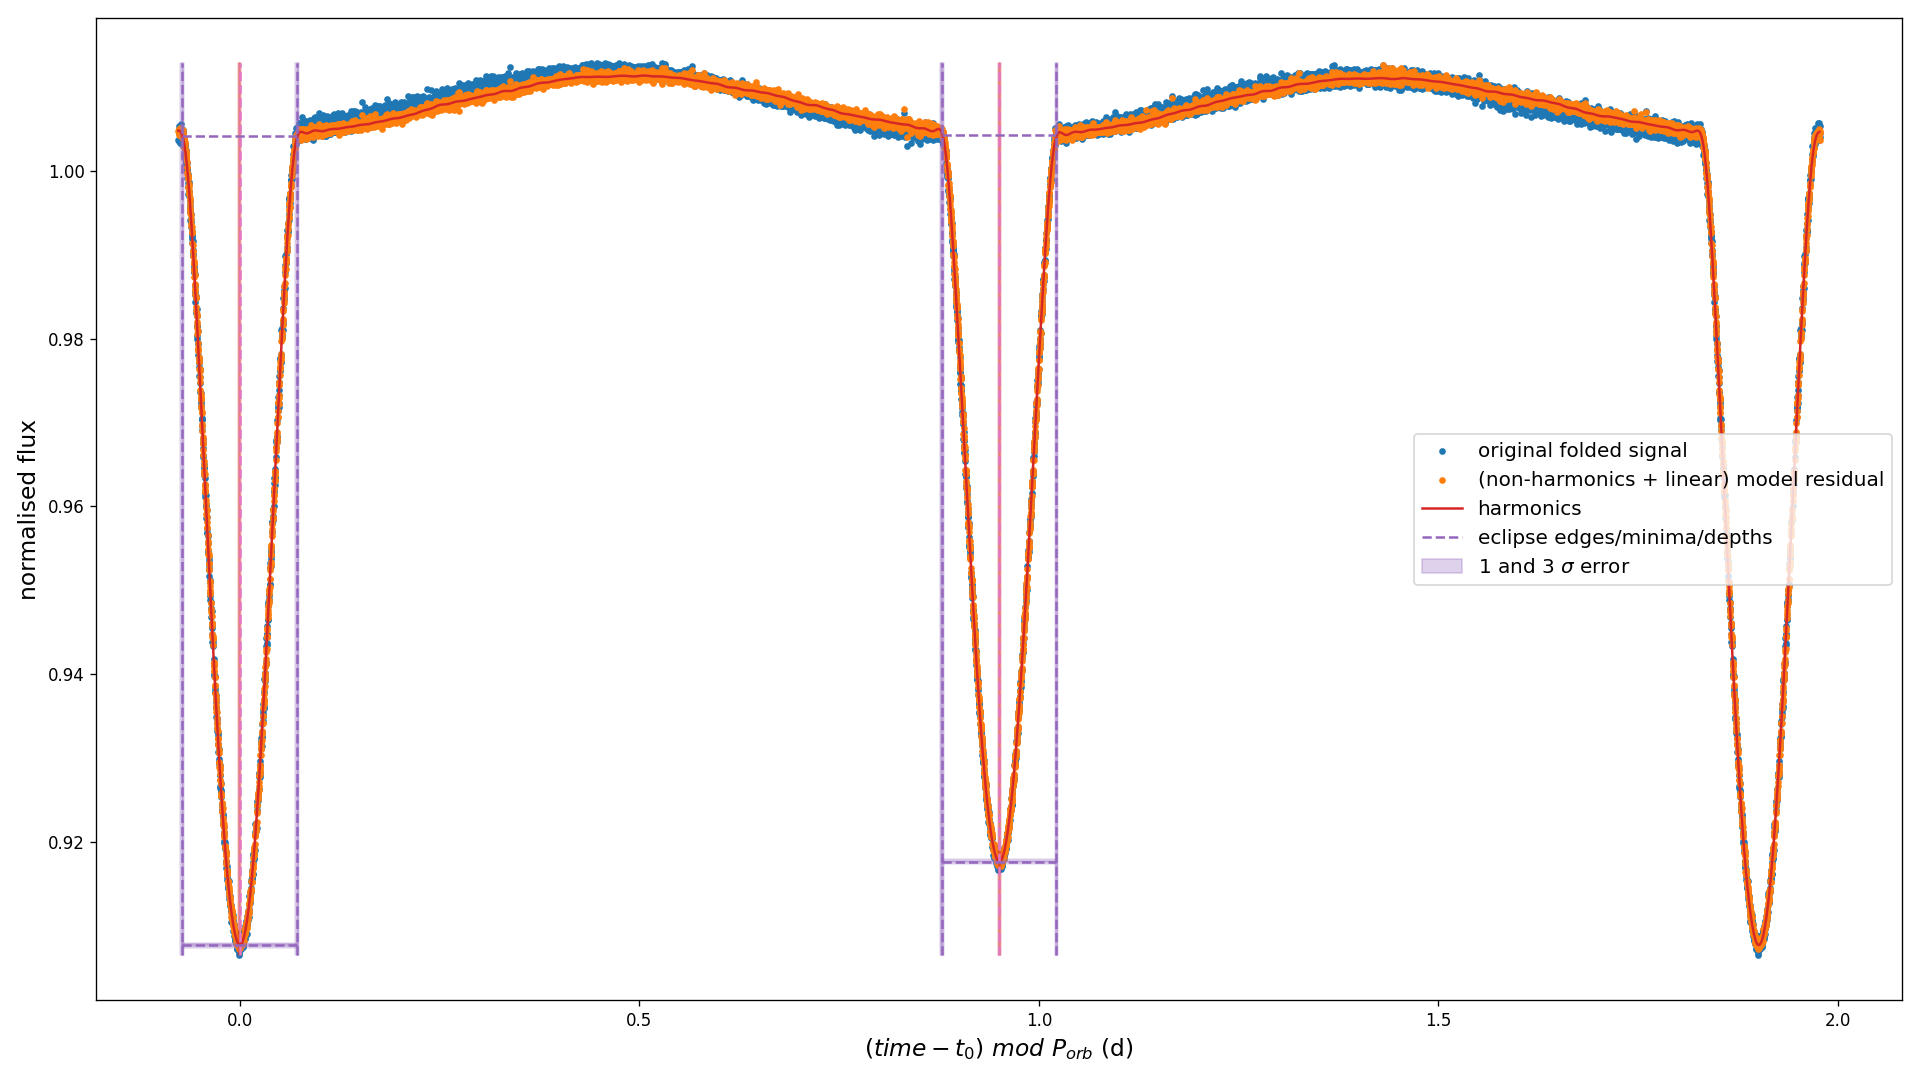 normalised flux
1.00
0.98
0.96
0.94
0.92
0.0
0.5
1.0
1.5
2.0
(time − t₀) mod Pₒᵣᵦ (d)
original folded signal
(non-harmonics + linear) model residual
harmonics
eclipse edges/minima/depths
1 and 3 σ error